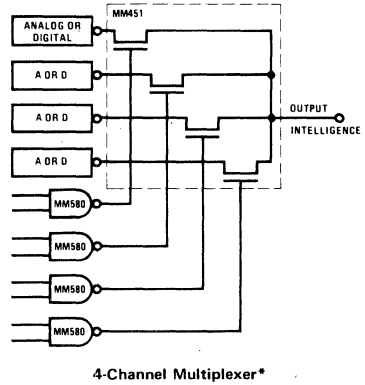 MM451
ANALOG OR
DIGITAL
A OR D
A OR D
A OR D
OUTPUT
INTELLIGENCE
MM580
MM580
MM580
MM580
4-Channel Multiplexer*